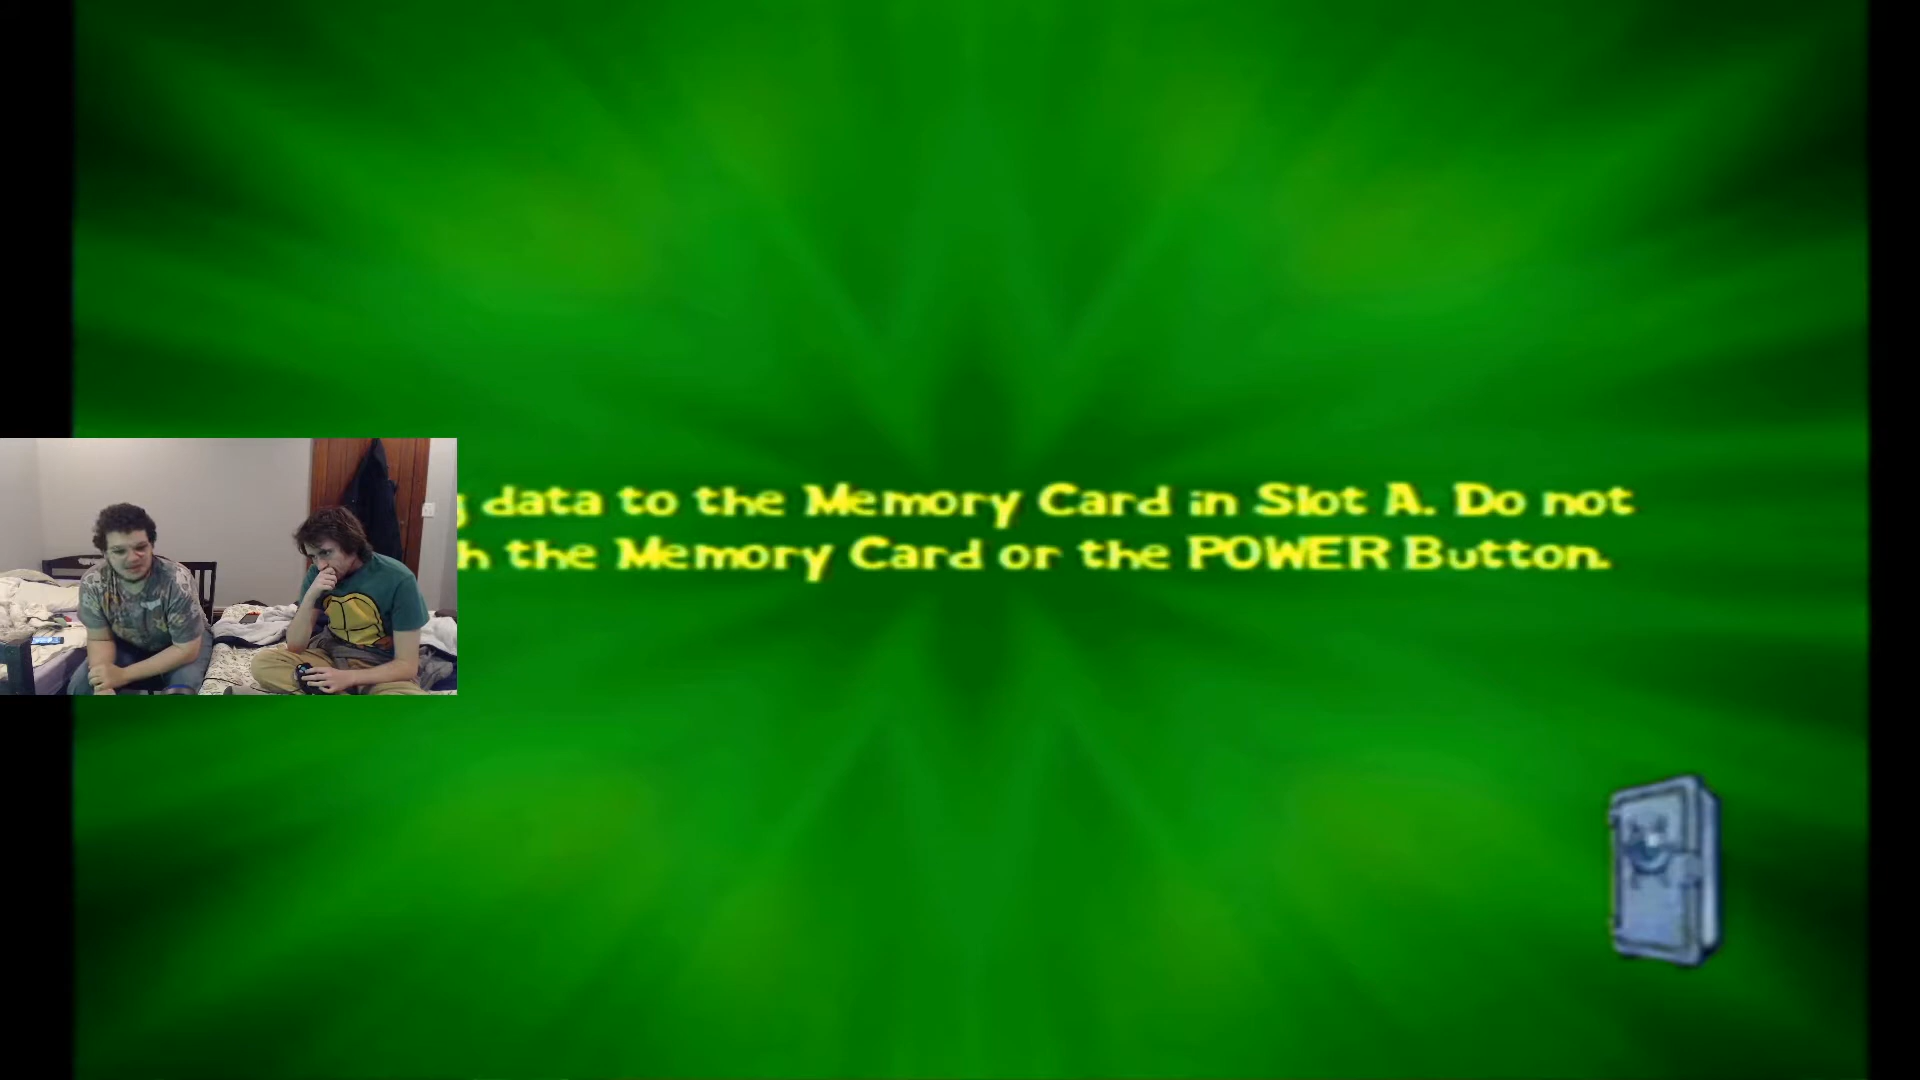 data to the Memory Card in Slot A. Do not
the Memory Card or the POWER Button.